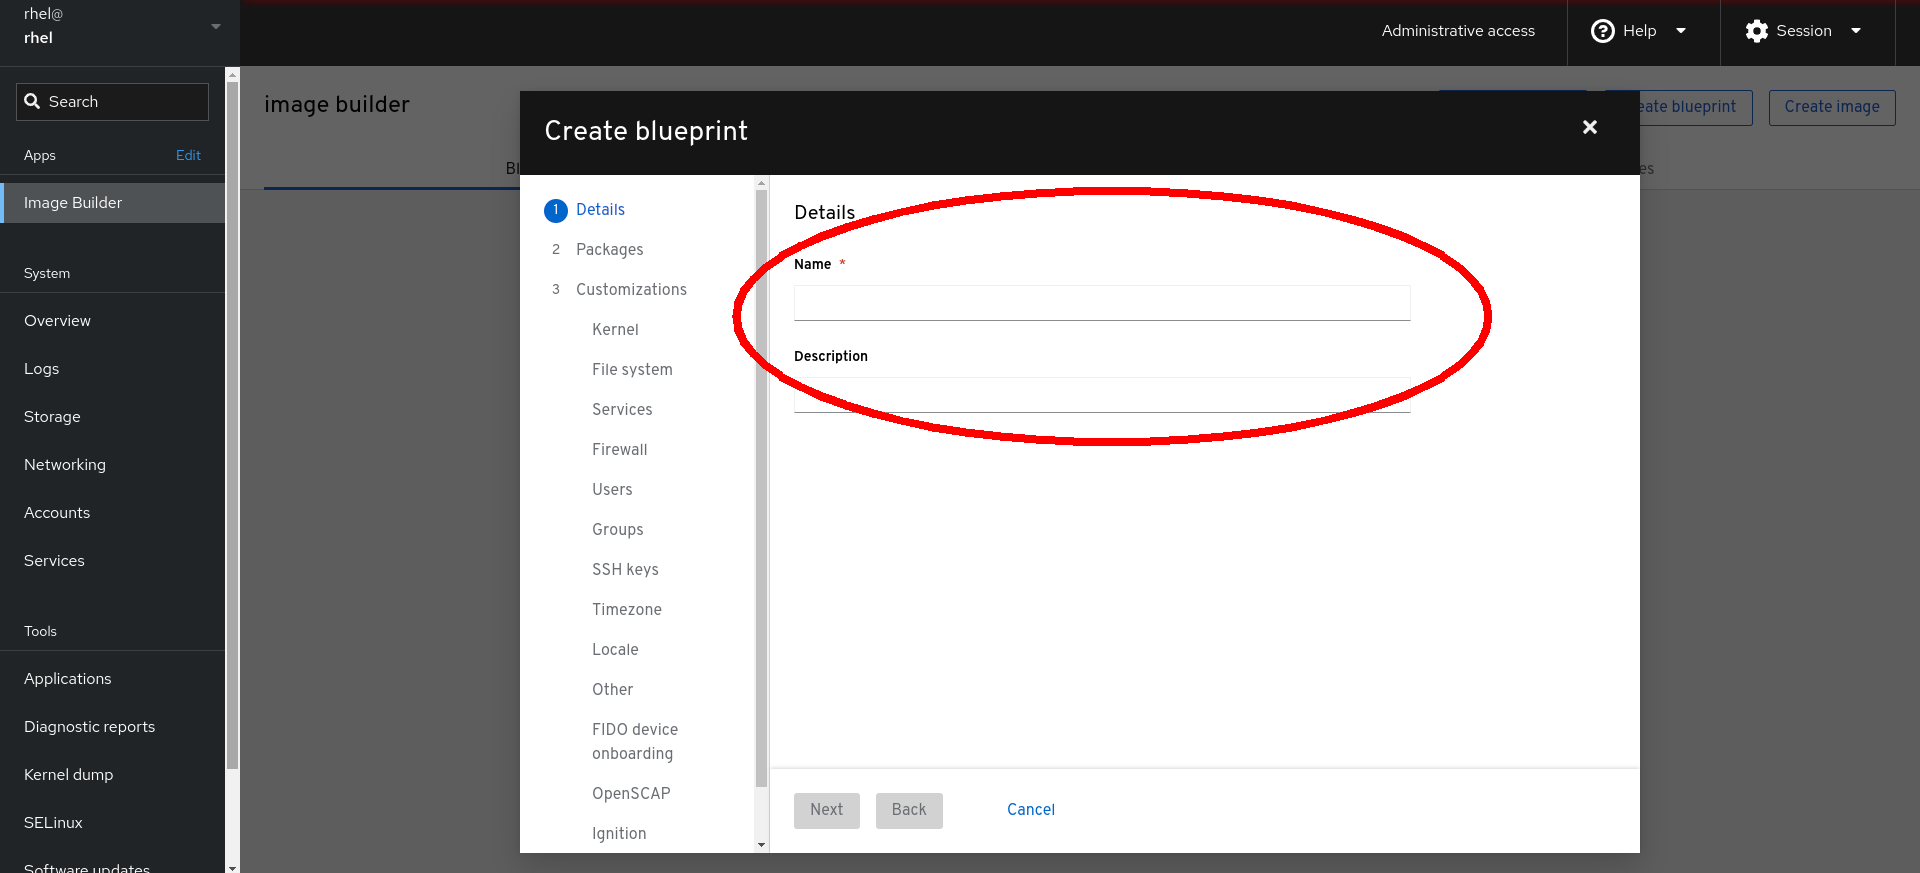 rhel@
rhel
Administrative access
Help
Session
Search
Apps
Edit
Image Builder
System
Overview
Logs
Storage
Networking
Accounts
Services
Tools
Applications
Diagnostic reports
Kernel dump
SELinux
Software updates
image builder
blueprint
Create image
Create blueprint
1 Details
2 Packages
3 Customizations
Kernel
File system
Services
Firewall
Users
Groups
SSH keys
Timezone
Locale
Other
FIDO device
onboarding
OpenSCAP
Ignition
Details
Name *
Description
Next
Back
Cancel